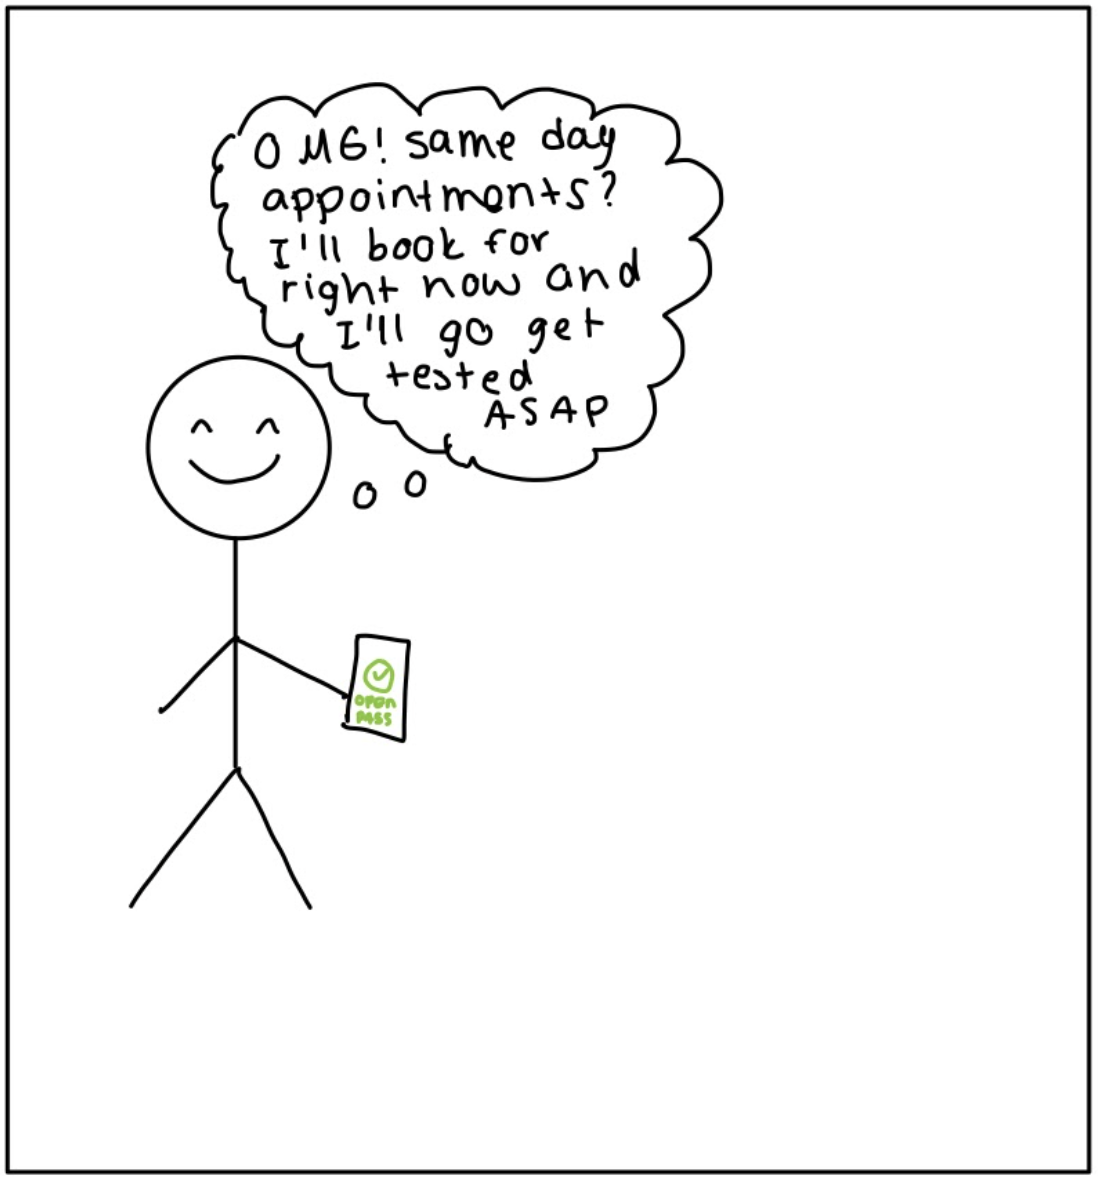 OMG! same day
appointments?
I'll book for
right now and
I'll go get
tested
ASAP
open
PASS